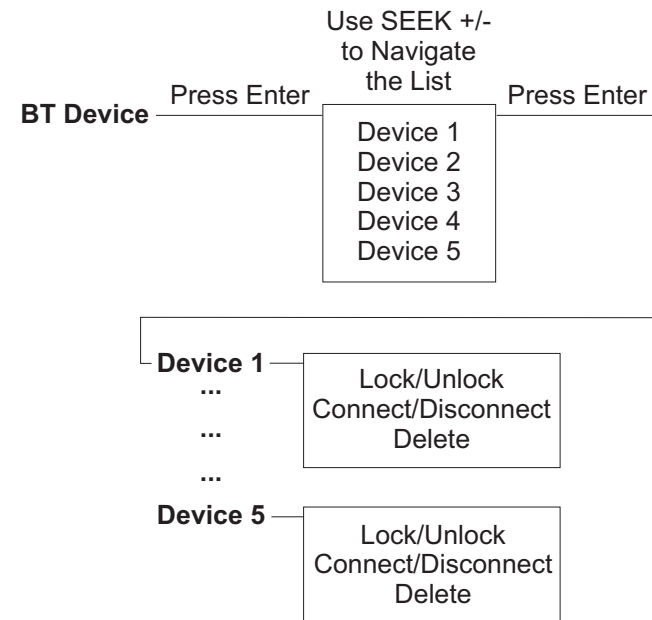 Use SEEK +/-
to Navigate
the List
BT Device
Press Enter
Press Enter
Device 1
Device 2
Device 3
Device 4
Device 5
Device 1
...
...
...
Lock/Unlock
Connect/Disconnect
Delete
Device 5
Lock/Unlock
Connect/Disconnect
Delete